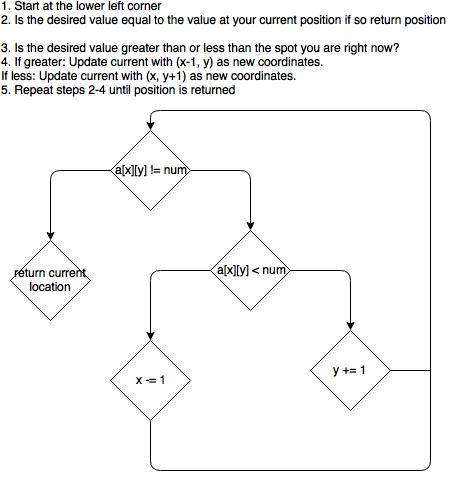 1. Start at the lower left corner
2. Is the desired value equal to the value at your current position if so return position
3. Is the desired value greater than or less than the spot you are right now?
4. If greater: Update current with (x-1, y) as new coordinates.
If less: Update current with (x, y+1) as new coordinates.
5. Repeat steps 2-4 until position is returned
a[x][y] != num
return current
location
a[x][y] < num
x -= 1
y += 1